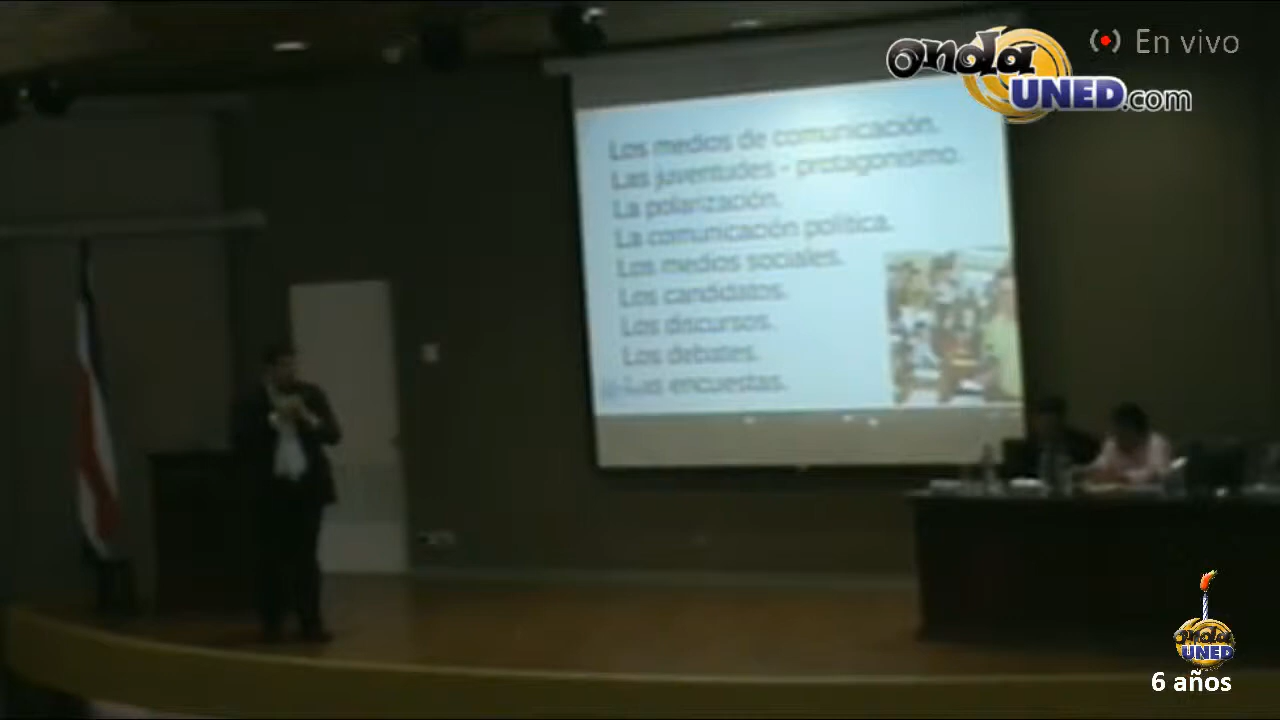 onda
UNED.com
En vivo
Los medios de comunicación.
Las juventudes - protagonismo.
La polarización.
La comunicación política.
Los medios sociales.
Los candidatos.
Los discursos.
Los debates.
Las encuestas.
onda
UNED
6 años